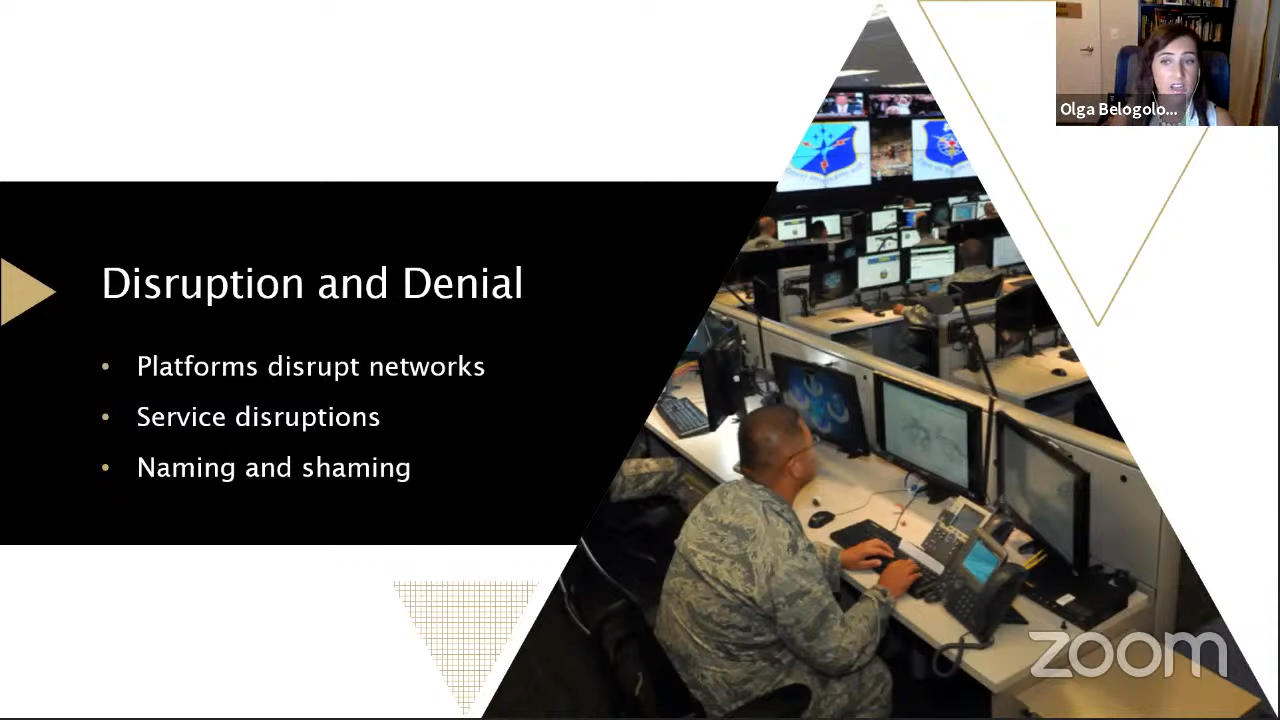 Olga Belogolo...
Disruption and Denial
• Platforms disrupt networks
• Service disruptions
• Naming and shaming
zoom